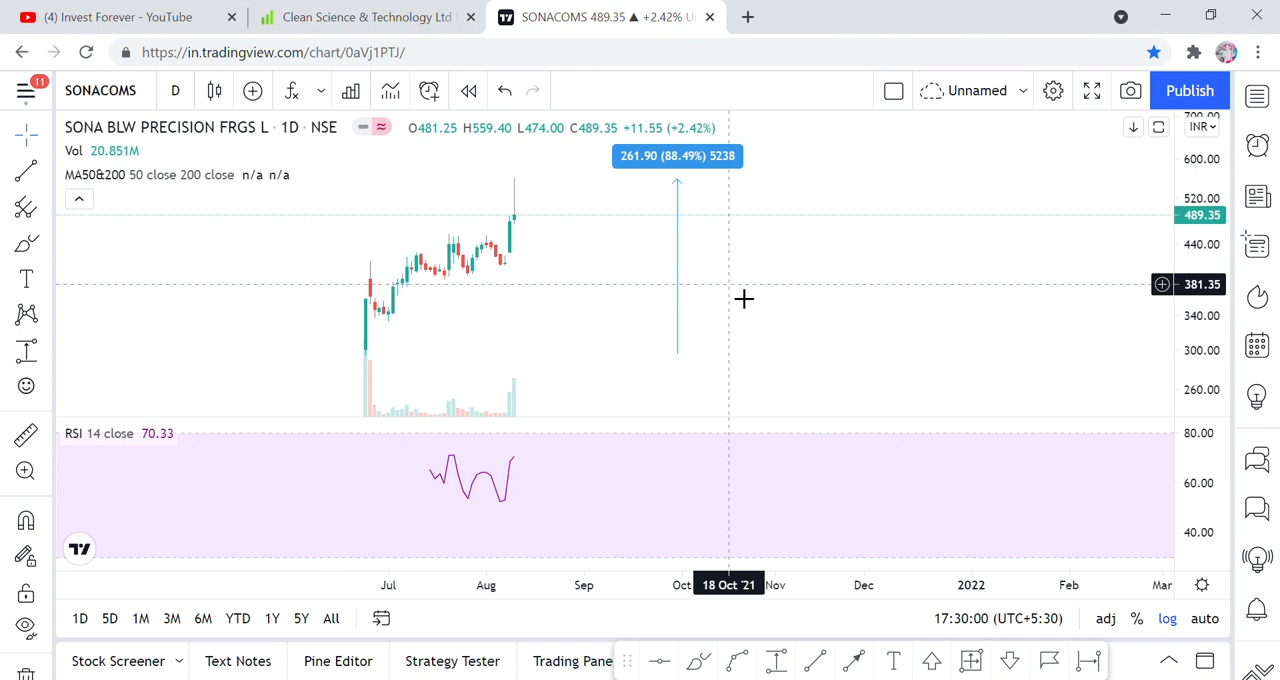 (4) Invest Forever - YouTube
Clean Science & Technology Ltd
SONACOMS 489.35 ▲ +2.42%
https://in.tradingview.com/chart/0aVj1PTJ/
11
SONACOMS
D
Unnamed
Publish
SONA BLW PRECISION FRGS L · 1D · NSE
O481.25 H559.40 L474.00 C489.35 +11.55 (+2.42%)
INR
Vol 20.851M
MA50&200 50 close 200 close n/a n/a
261.90 (88.49%) 5238
700.00
600.00
520.00
489.35
440.00
381.35
340.00
300.00
260.00
RSI 14 close 70.33
80.00
60.00
40.00
Jul Aug Sep Oct 18 Oct '21 Nov Dec 2022 Feb Mar
1D 5D 1M 3M 6M YTD 1Y 5Y All
17:30:00 (UTC+5:30) adj % log auto
Stock Screener Text Notes Pine Editor Strategy Tester Trading Pane
T